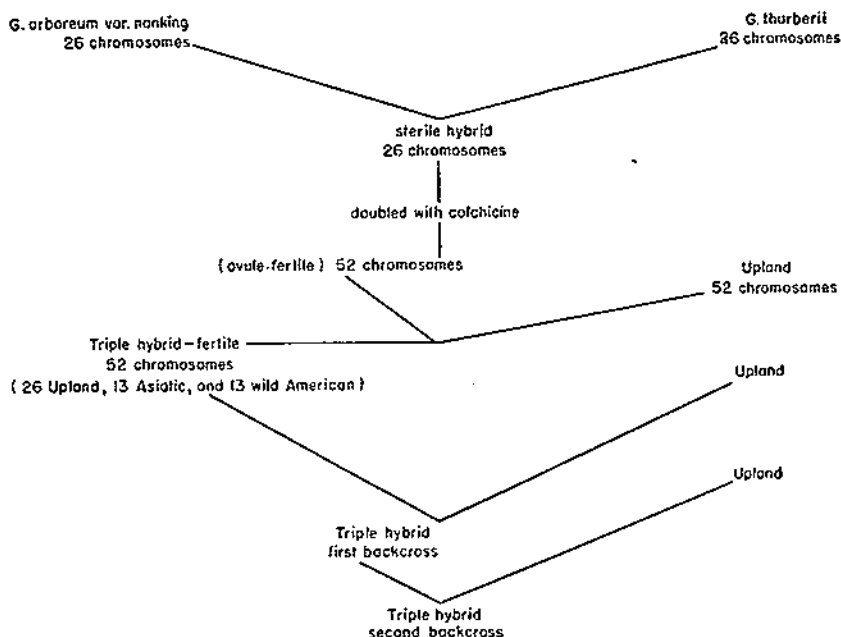 G. arboreum var. nanking
26 chromosomes
G. thurberii
26 chromosomes
sterile hybrid
26 chromosomes
doubled with colchicine
(ovule-fertile) 52 chromosomes
Upland
52 chromosomes
Triple hybrid-fertile
52 chromosomes
(26 Upland, 13 Asiatic, and 13 wild American)
Upland
Upland
Triple hybrid
first backcross
Triple hybrid
second backcross